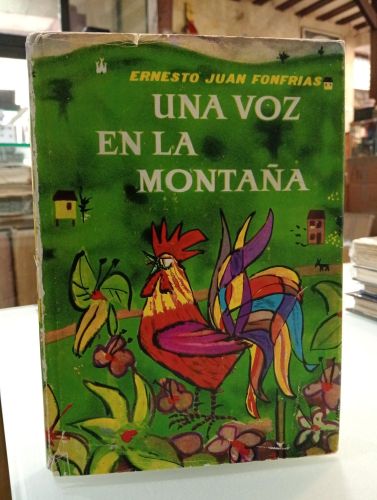 ERNESTO JUAN FONFRIAS
UNA VOZ
EN LA
MONTAÑA